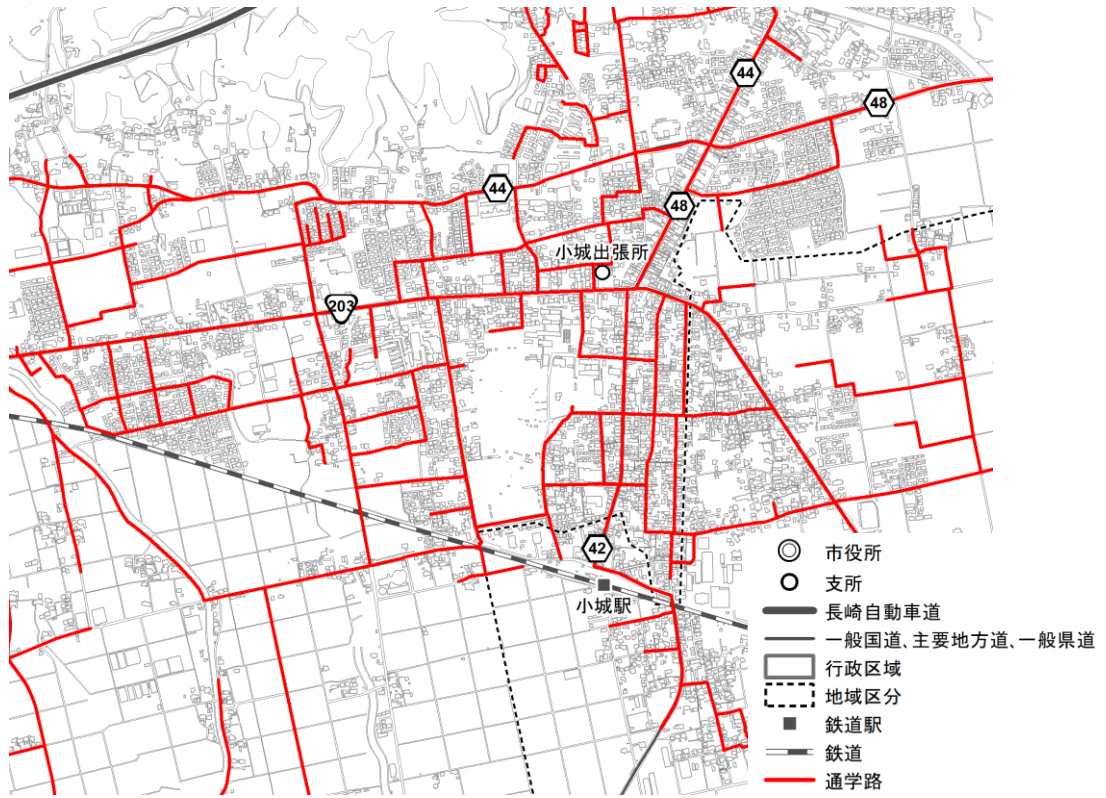 44
48
44
48
小城出張所
203
42
小城駅
市役所
支所
長崎自動車道
一般国道、主要地方道、一般県道
行政区域
地域区分
鉄道駅
鉄道
通学路